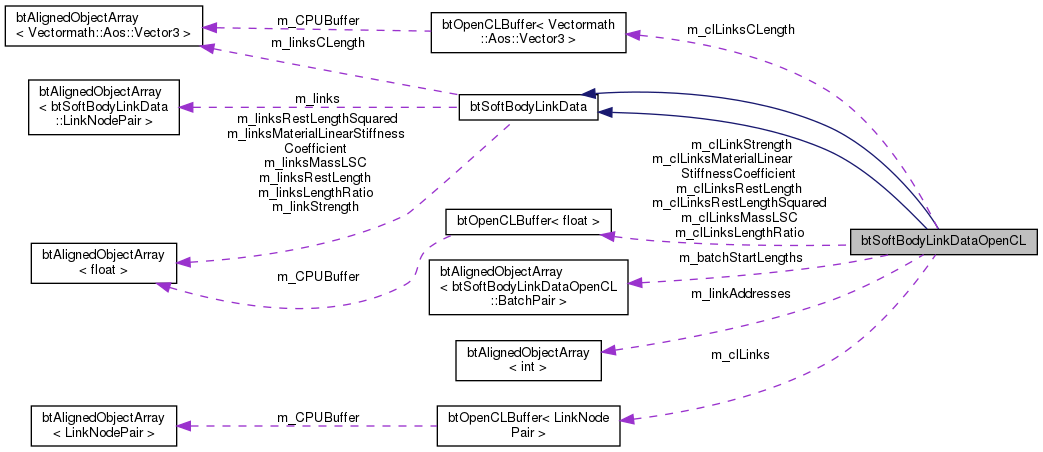 btAlignedObjectArray
< Vectormath::Aos::Vector3 >
m_CPUBuffer
btOpenCLBuffer< Vectormath
::Aos::Vector3 >
m_clLinksCLength
m_linksCLength
btAlignedObjectArray
< btSoftBodyLinkData
::LinkNodePair >
m_links
btSoftBodyLinkData
m_linksRestLengthSquared
m_linksMaterialLinearStiffness
Coefficient
m_linksMassLSC
m_linksRestLength
m_linksLengthRatio
m_linkStrength
m_clLinkStrength
m_clLinksMaterialLinear
StiffnessCoefficient
m_clLinksRestLength
m_clLinksRestLengthSquared
m_clLinksMassLSC
m_clLinksLengthRatio
btOpenCLBuffer< float >
btSoftBodyLinkDataOpenCL
btAlignedObjectArray
< float >
m_CPUBuffer
btAlignedObjectArray
< btSoftBodyLinkDataOpenCL
::BatchPair >
m_batchStartLengths
m_linkAddresses
btAlignedObjectArray
< int >
m_clLinks
btAlignedObjectArray
< LinkNodePair >
m_CPUBuffer
btOpenCLBuffer< LinkNode
Pair >